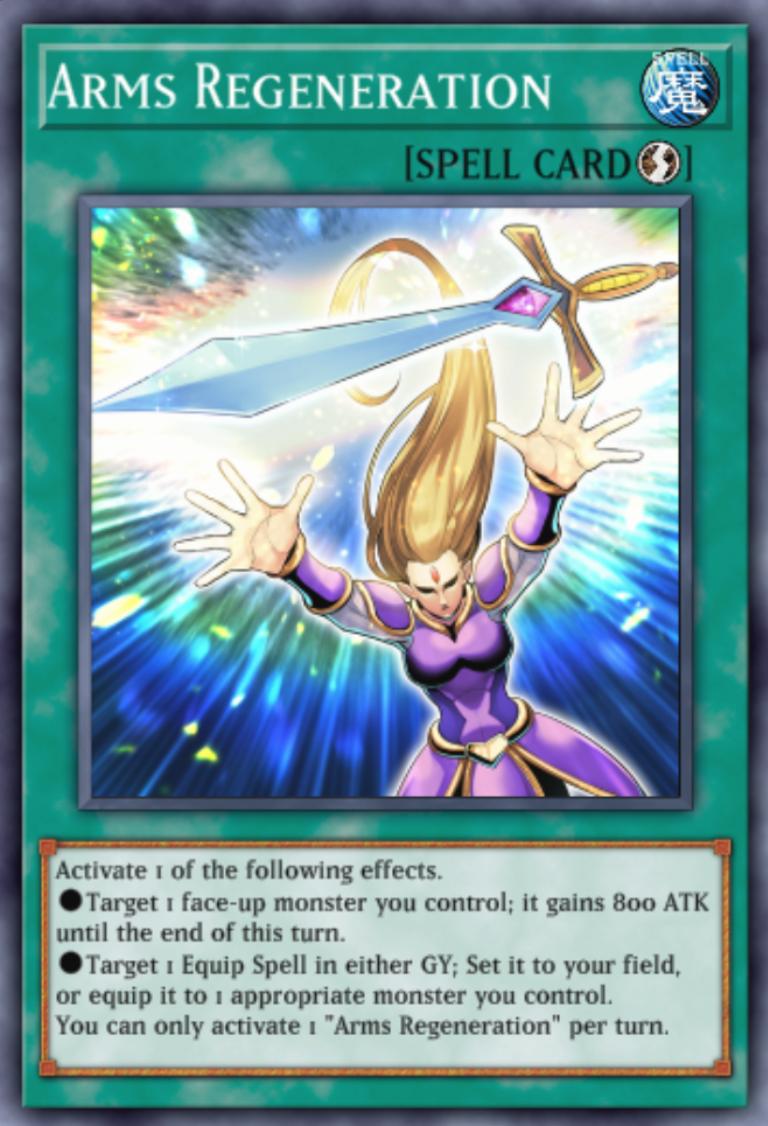 ARMS REGENERATION
SPELL
魔
[SPELL CARD]
Activate 1 of the following effects.
●Target 1 face-up monster you control; it gains 800 ATK
until the end of this turn.
●Target 1 Equip Spell in either GY; Set it to your field,
or equip it to 1 appropriate monster you control.
You can only activate 1 "Arms Regeneration" per turn.